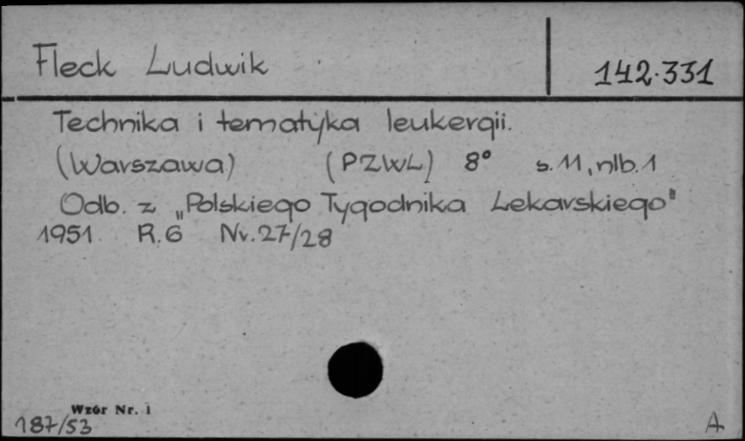 Fleck Ludwik
142.331
Technika i tematyka leukergii.
(Warszawa) (PZWL) 8° s. 11, nlb. 1
Odb. z „Polskiego Tygodnika Lekarskiego"
1951 R. 6 Nr. 27/28
Wzór Nr. 1
187/53
A